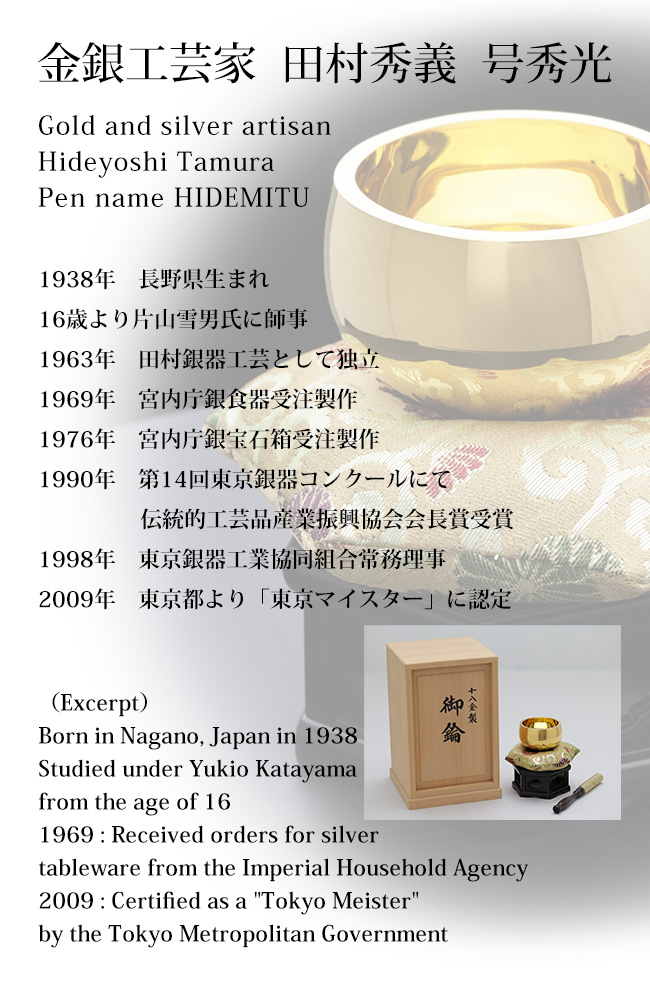 金銀工芸家 田村秀義 号秀光
Gold and silver artisan
Hideyoshi Tamura
Pen name HIDEMITU
1938年 長野県生まれ
16歳より片山雪男氏に師事
1963年 田村銀器工芸として独立
1969年 宮内庁銀食器受注製作
1976年 宮内庁銀宝石箱受注製作
1990年 第14回東京銀器コンクールにて
伝統的工芸品産業振興協会会長賞受賞
1998年 東京銀器工業協同組合常務理事
2009年 東京都より「東京マイスター」に認定
十八金製
御鈴
(Excerpt)
Born in Nagano, Japan in 1938
Studied under Yukio Katayama
from the age of 16
1969 : Received orders for silver
tableware from the Imperial Household Agency
2009 : Certified as a "Tokyo Meister"
by the Tokyo Metropolitan Government